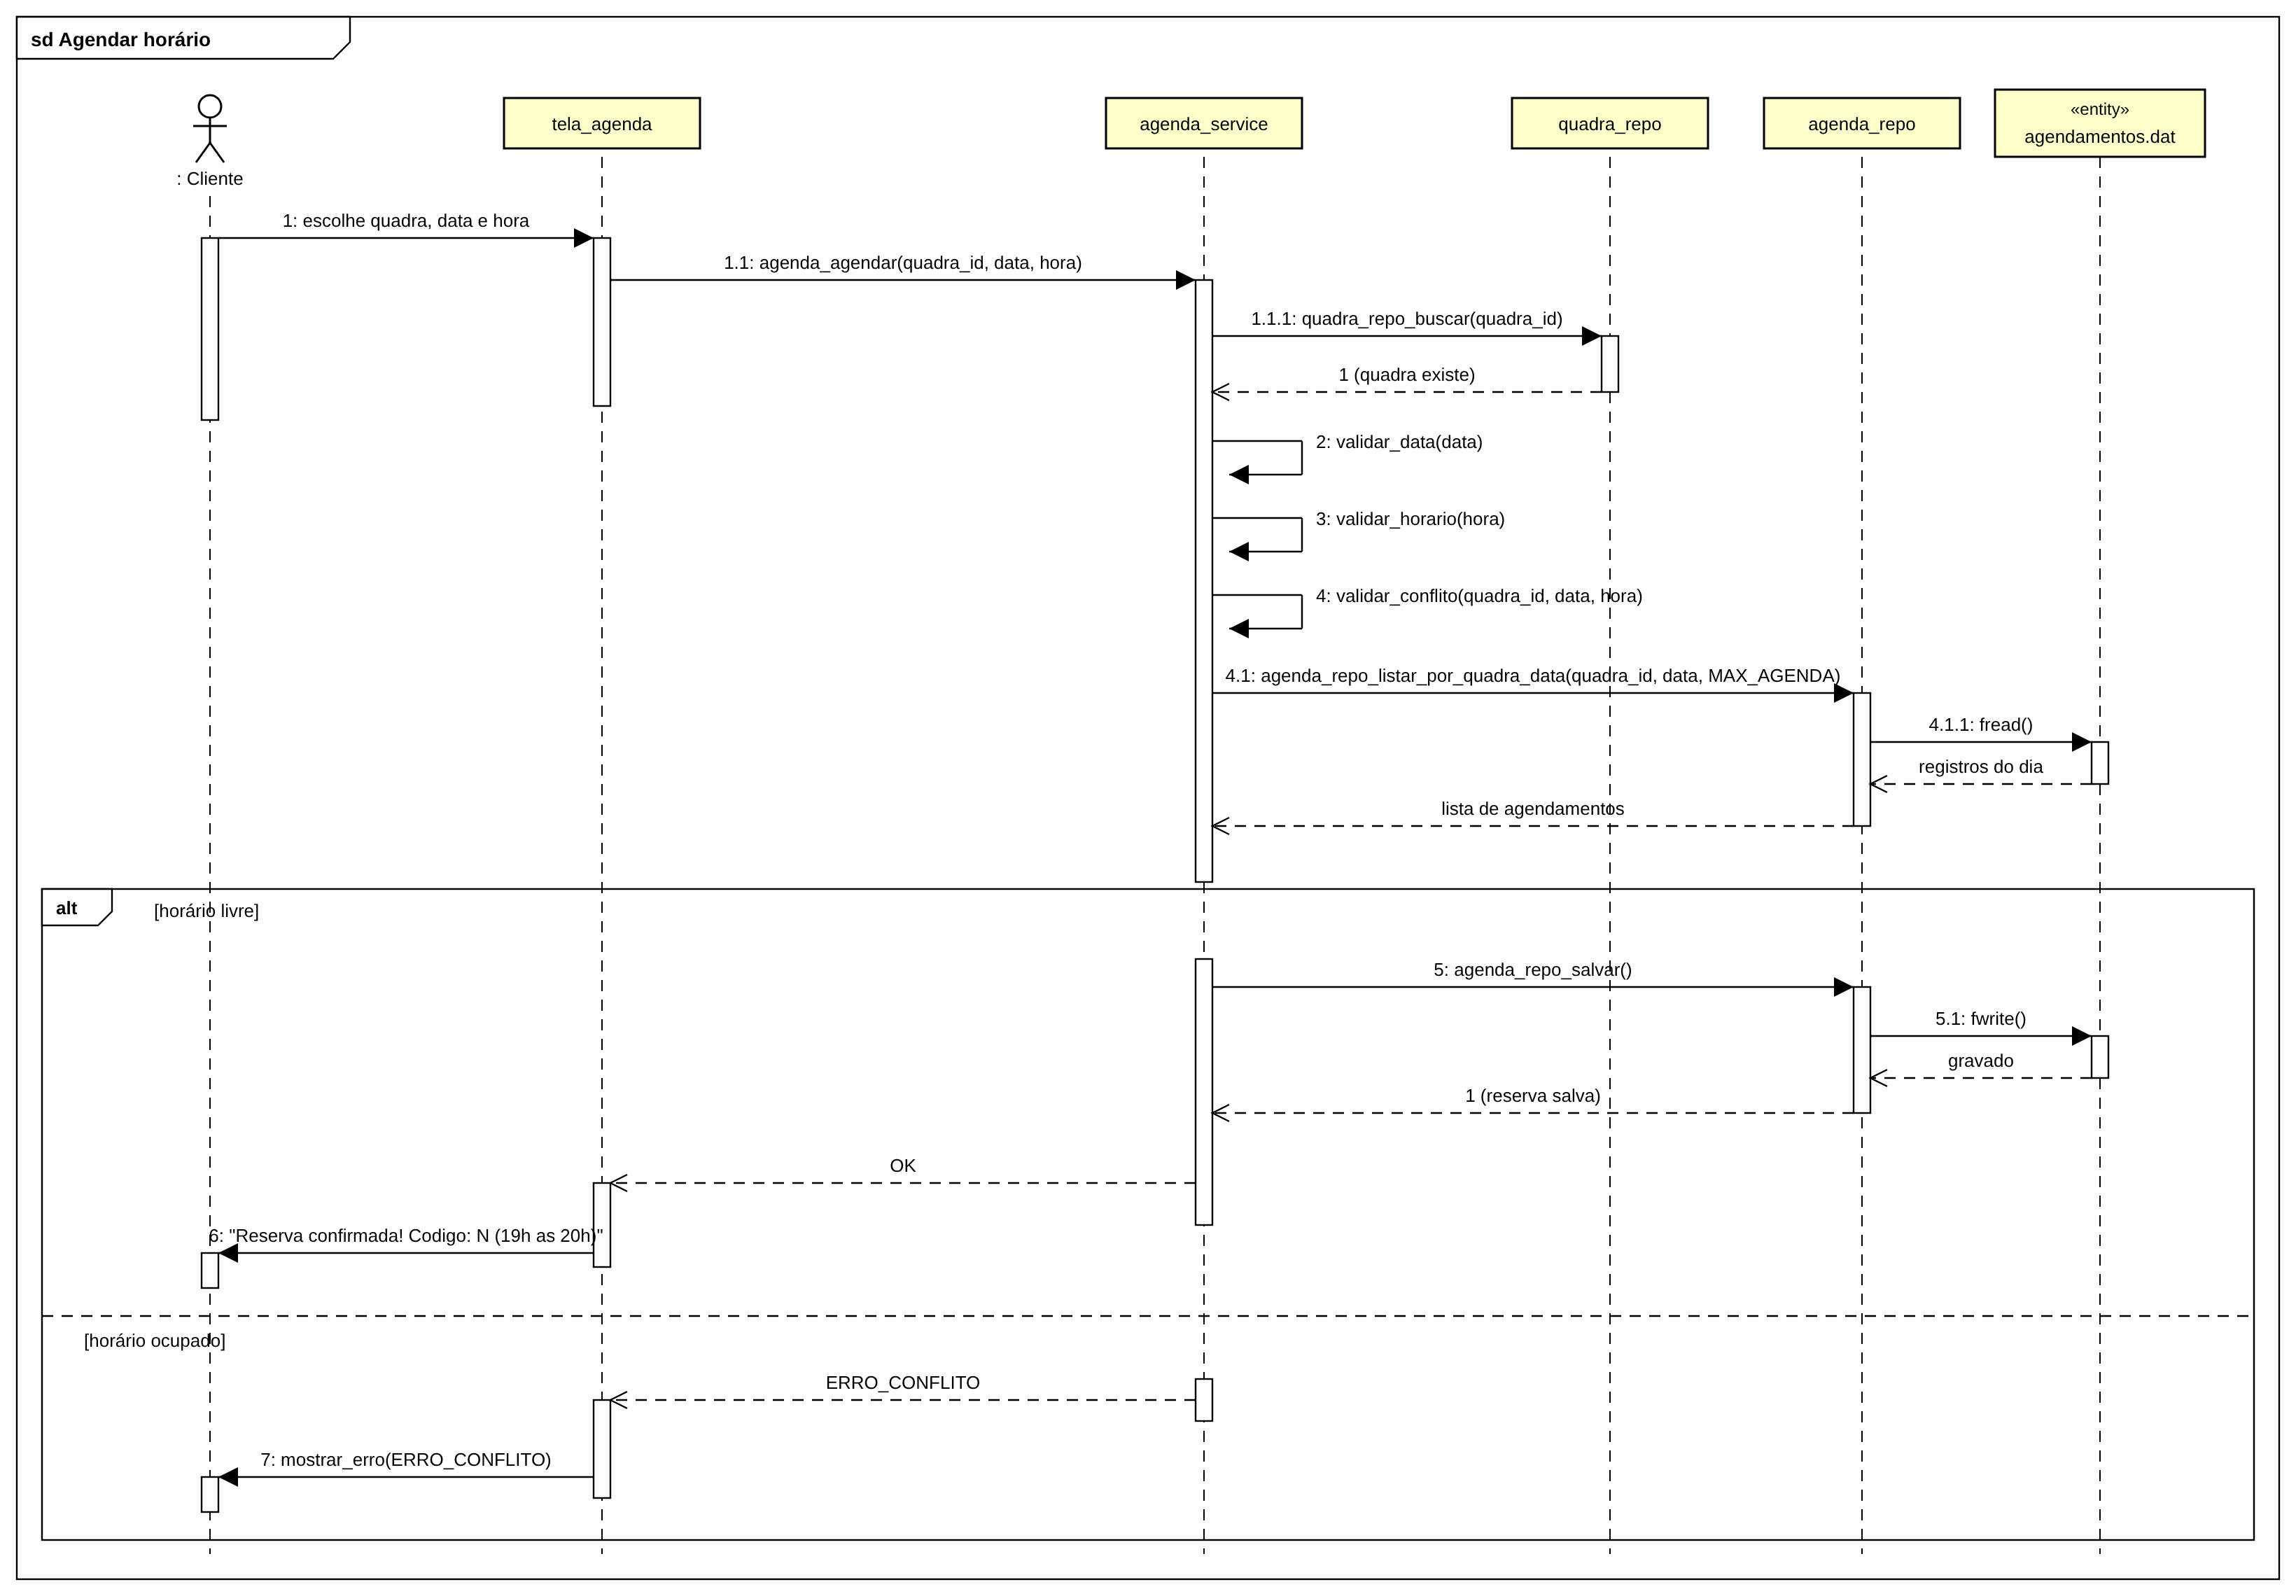 sd Agendar horário
: Cliente
tela_agenda
agenda_service
quadra_repo
agenda_repo
«entity»
agendamentos.dat
1: escolhe quadra, data e hora
1.1: agenda_agendar(quadra_id, data, hora)
1.1.1: quadra_repo_buscar(quadra_id)
1 (quadra existe)
2: validar_data(data)
3: validar_horario(hora)
4: validar_conflito(quadra_id, data, hora)
4.1: agenda_repo_listar_por_quadra_data(quadra_id, data, MAX_AGENDA)
4.1.1: fread()
registros do dia
lista de agendamentos
alt
[horário livre]
5: agenda_repo_salvar()
5.1: fwrite()
gravado
1 (reserva salva)
OK
6: "Reserva confirmada! Codigo: N (19h as 20h)"
[horário ocupado]
ERRO_CONFLITO
7: mostrar_erro(ERRO_CONFLITO)